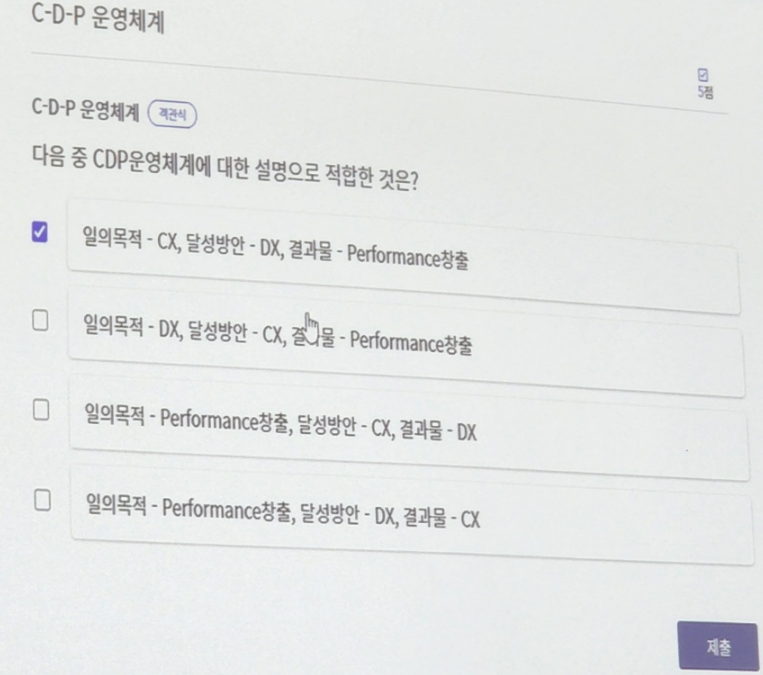 C-D-P 운영체계
5점
C-D-P 운영체계 객관식
다음 중 CDP운영체계에 대한 설명으로 적합한 것은?
일의목적 - CX, 달성방안 - DX, 결과물 - Performance창출
일의목적 - DX, 달성방안 - CX, 결과물 - Performance창출
일의목적 - Performance창출, 달성방안 - CX, 결과물 - DX
일의목적 - Performance창출, 달성방안 - DX, 결과물 - CX
제출